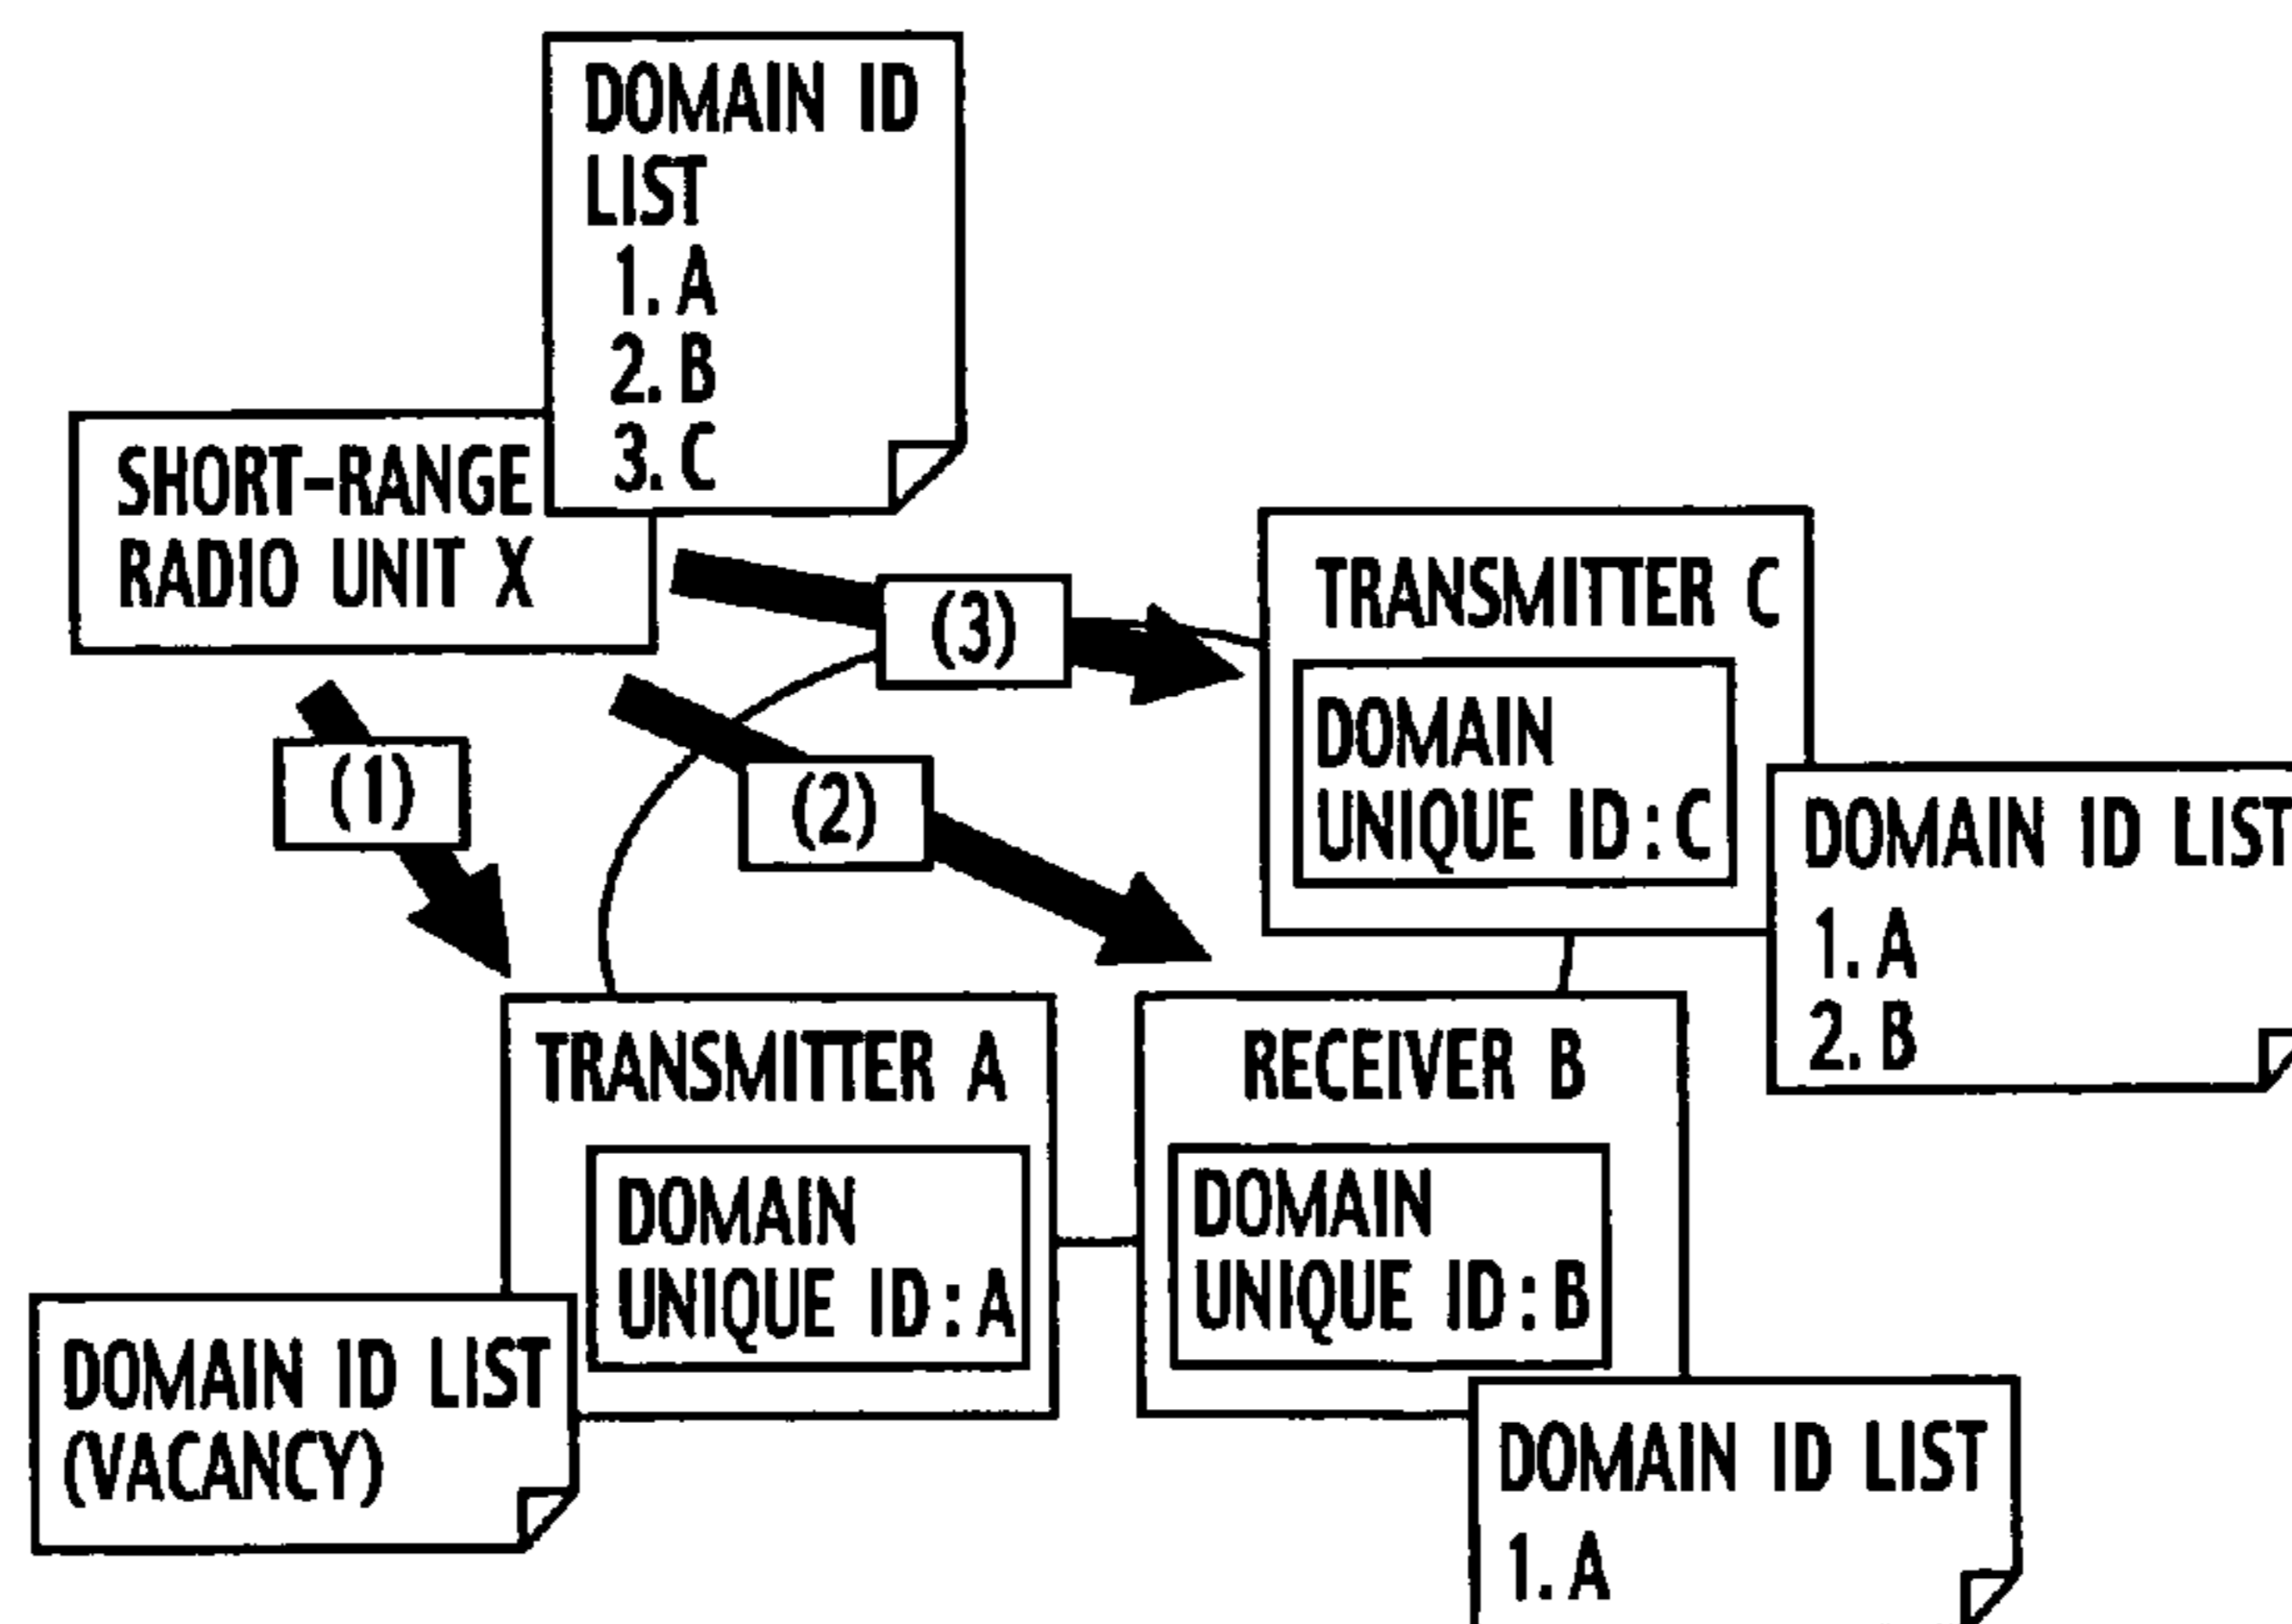 DOMAIN ID
LIST
1. A
2. B
3. C
SHORT-RANGE
RADIO UNIT X
(3)
(1)
(2)
TRANSMITTER C
DOMAIN
UNIQUE ID:C
DOMAIN ID LIST
1. A
2. B
TRANSMITTER A
DOMAIN
UNIQUE ID:A
DOMAIN ID LIST
(VACANCY)
RECEIVER B
DOMAIN
UNIQUE ID:B
DOMAIN ID LIST
1. A